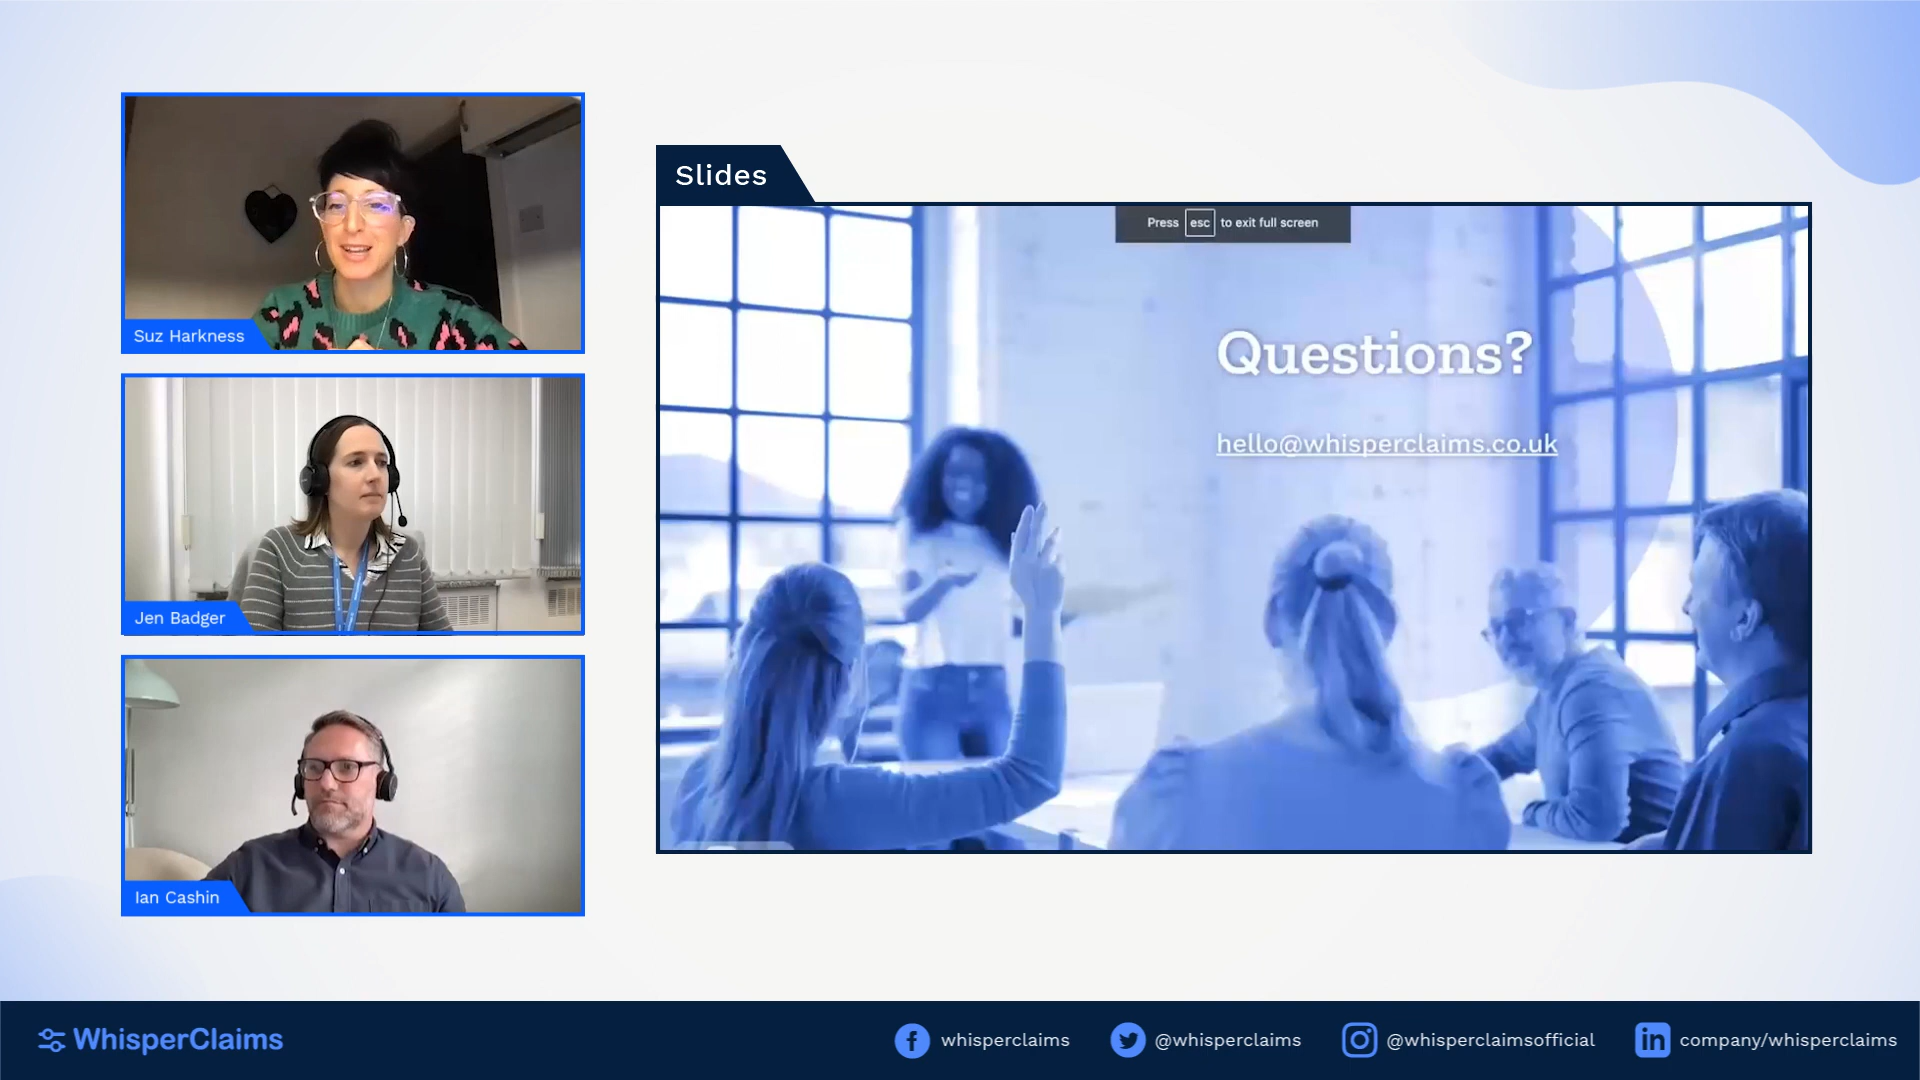 Suz Harkness
Jen Badger
Ian Cashin
Slides
Press esc to exit full screen
Questions?
hello@whisperclaims.co.uk
WhisperClaims
whisperclaims
@whisperclaims
@whisperclaimsofficial
company/whisperclaims